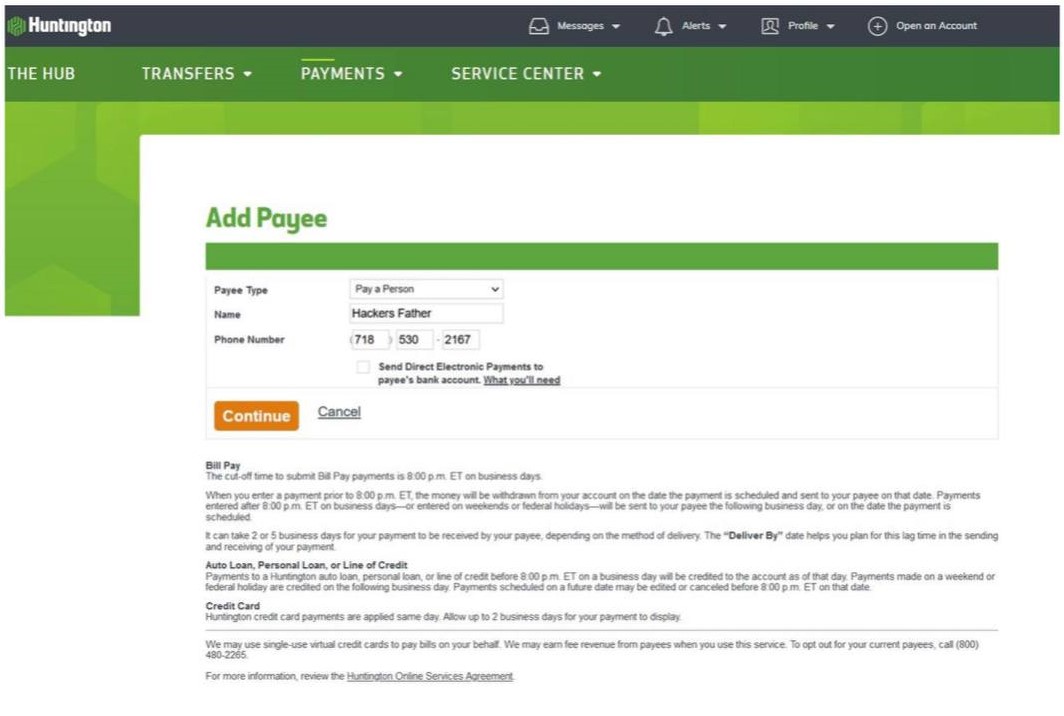 Huntington
Messages
Alerts
Profile
Open an Account
THE HUB
TRANSFERS
PAYMENTS
SERVICE CENTER
Add Payee
Payee Type Pay a Person
Name Hackers Father
Phone Number (718) 530 - 2167
Send Direct Electronic Payments to
payee's bank account. What you'll need
Continue Cancel
Bill Pay
The cut-off time to submit Bill Pay payments is 8:00 p.m. ET on business days.
When you enter a payment prior to 8:00 p.m. ET, the money will be withdrawn from your account on the date the payment is scheduled and sent to your payee on that date. Payments
entered after 8:00 p.m. ET on business days—or entered on weekends or federal holidays—will be sent to your payee the following business day, or on the date the payment is
scheduled.
It can take 2 or 5 business days for your payment to be received by your payee, depending on the method of delivery. The "Deliver By" date helps you plan for this lag time in the sending
and receiving of your payment.
Auto Loan, Personal Loan, or Line of Credit
Payments to a Huntington auto loan, personal loan, or line of credit before 8:00 p.m. ET on a business day will be credited to the account as of that day. Payments made on a weekend or
federal holiday are credited on the following business day. Payments scheduled on a future date may be edited or canceled before 8:00 p.m. ET on that date.
Credit Card
Huntington credit card payments are applied same day. Allow up to 2 business days for your payment to display.
We may use single-use virtual credit cards to pay bills on your behalf. We may earn fee revenue from payees when you use this service. To opt out for your current payees, call (800)
480-2265.
For more information, review the Huntington Online Services Agreement.